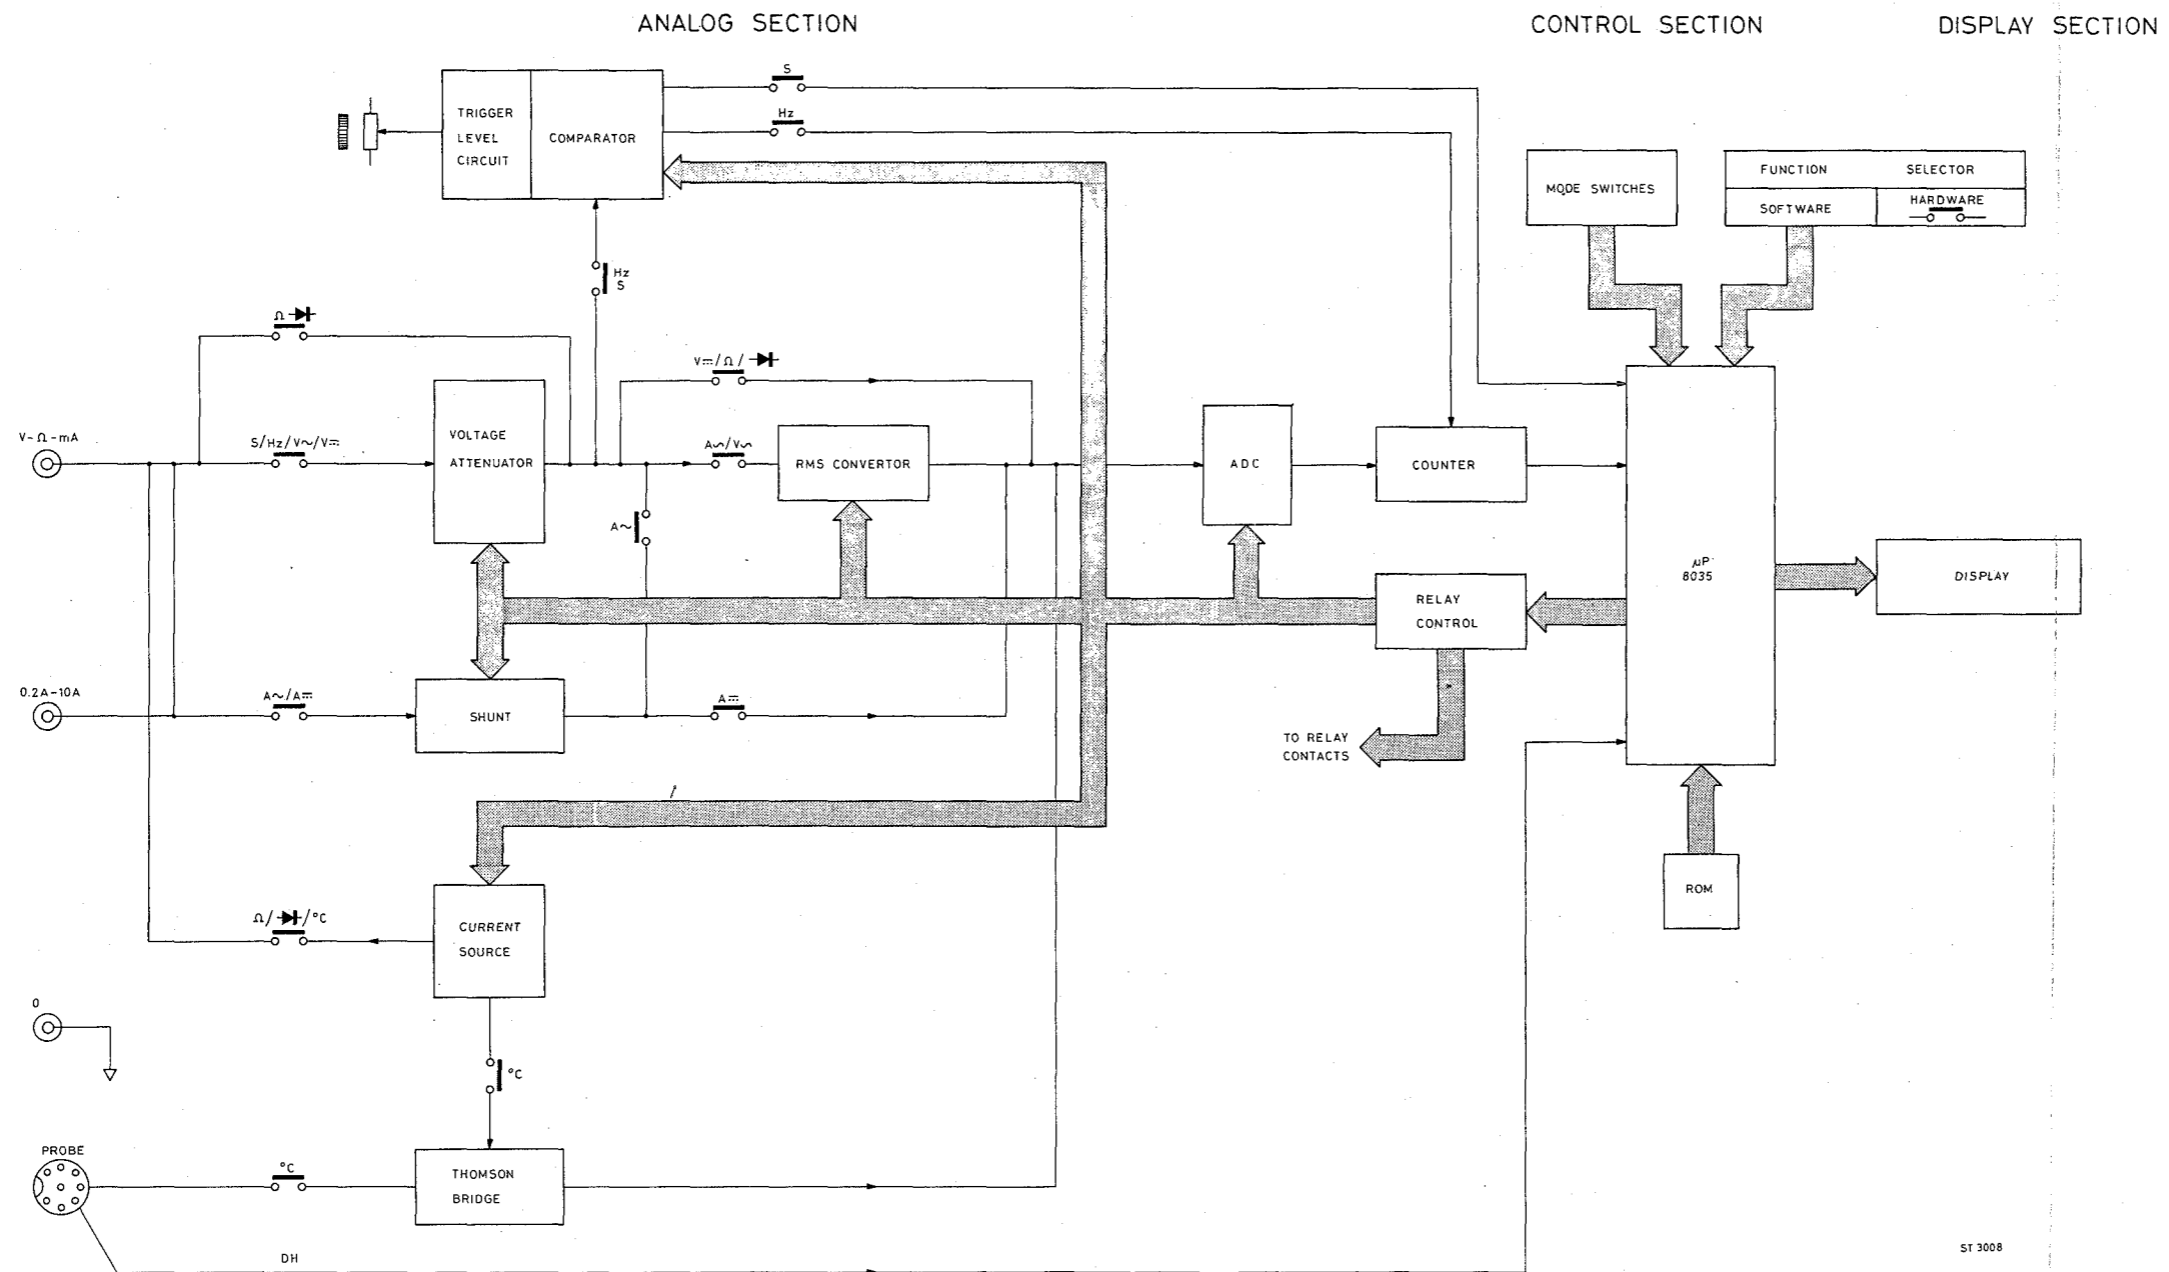 ANALOG SECTION
CONTROL SECTION
DISPLAY SECTION
S
Hz
TRIGGER
LEVEL
CIRCUIT
COMPARATOR
MODE SWITCHES
FUNCTION SELECTOR
SOFTWARE
HARDWARE
Hz
S
Ω
V⎓/Ω/
V-Ω-mA
S/Hz/V~/V⎓
VOLTAGE
ATTENUATOR
A~/V~
RMS CONVERTOR
ADC
COUNTER
A~
µP
8035
DISPLAY
RELAY
CONTROL
0.2A-10A
A~/A⎓
SHUNT
A⎓
TO RELAY
CONTACTS
ROM
Ω/ /°C
CURRENT
SOURCE
0
°C
PROBE
°C
THOMSON
BRIDGE
DH
ST 3008